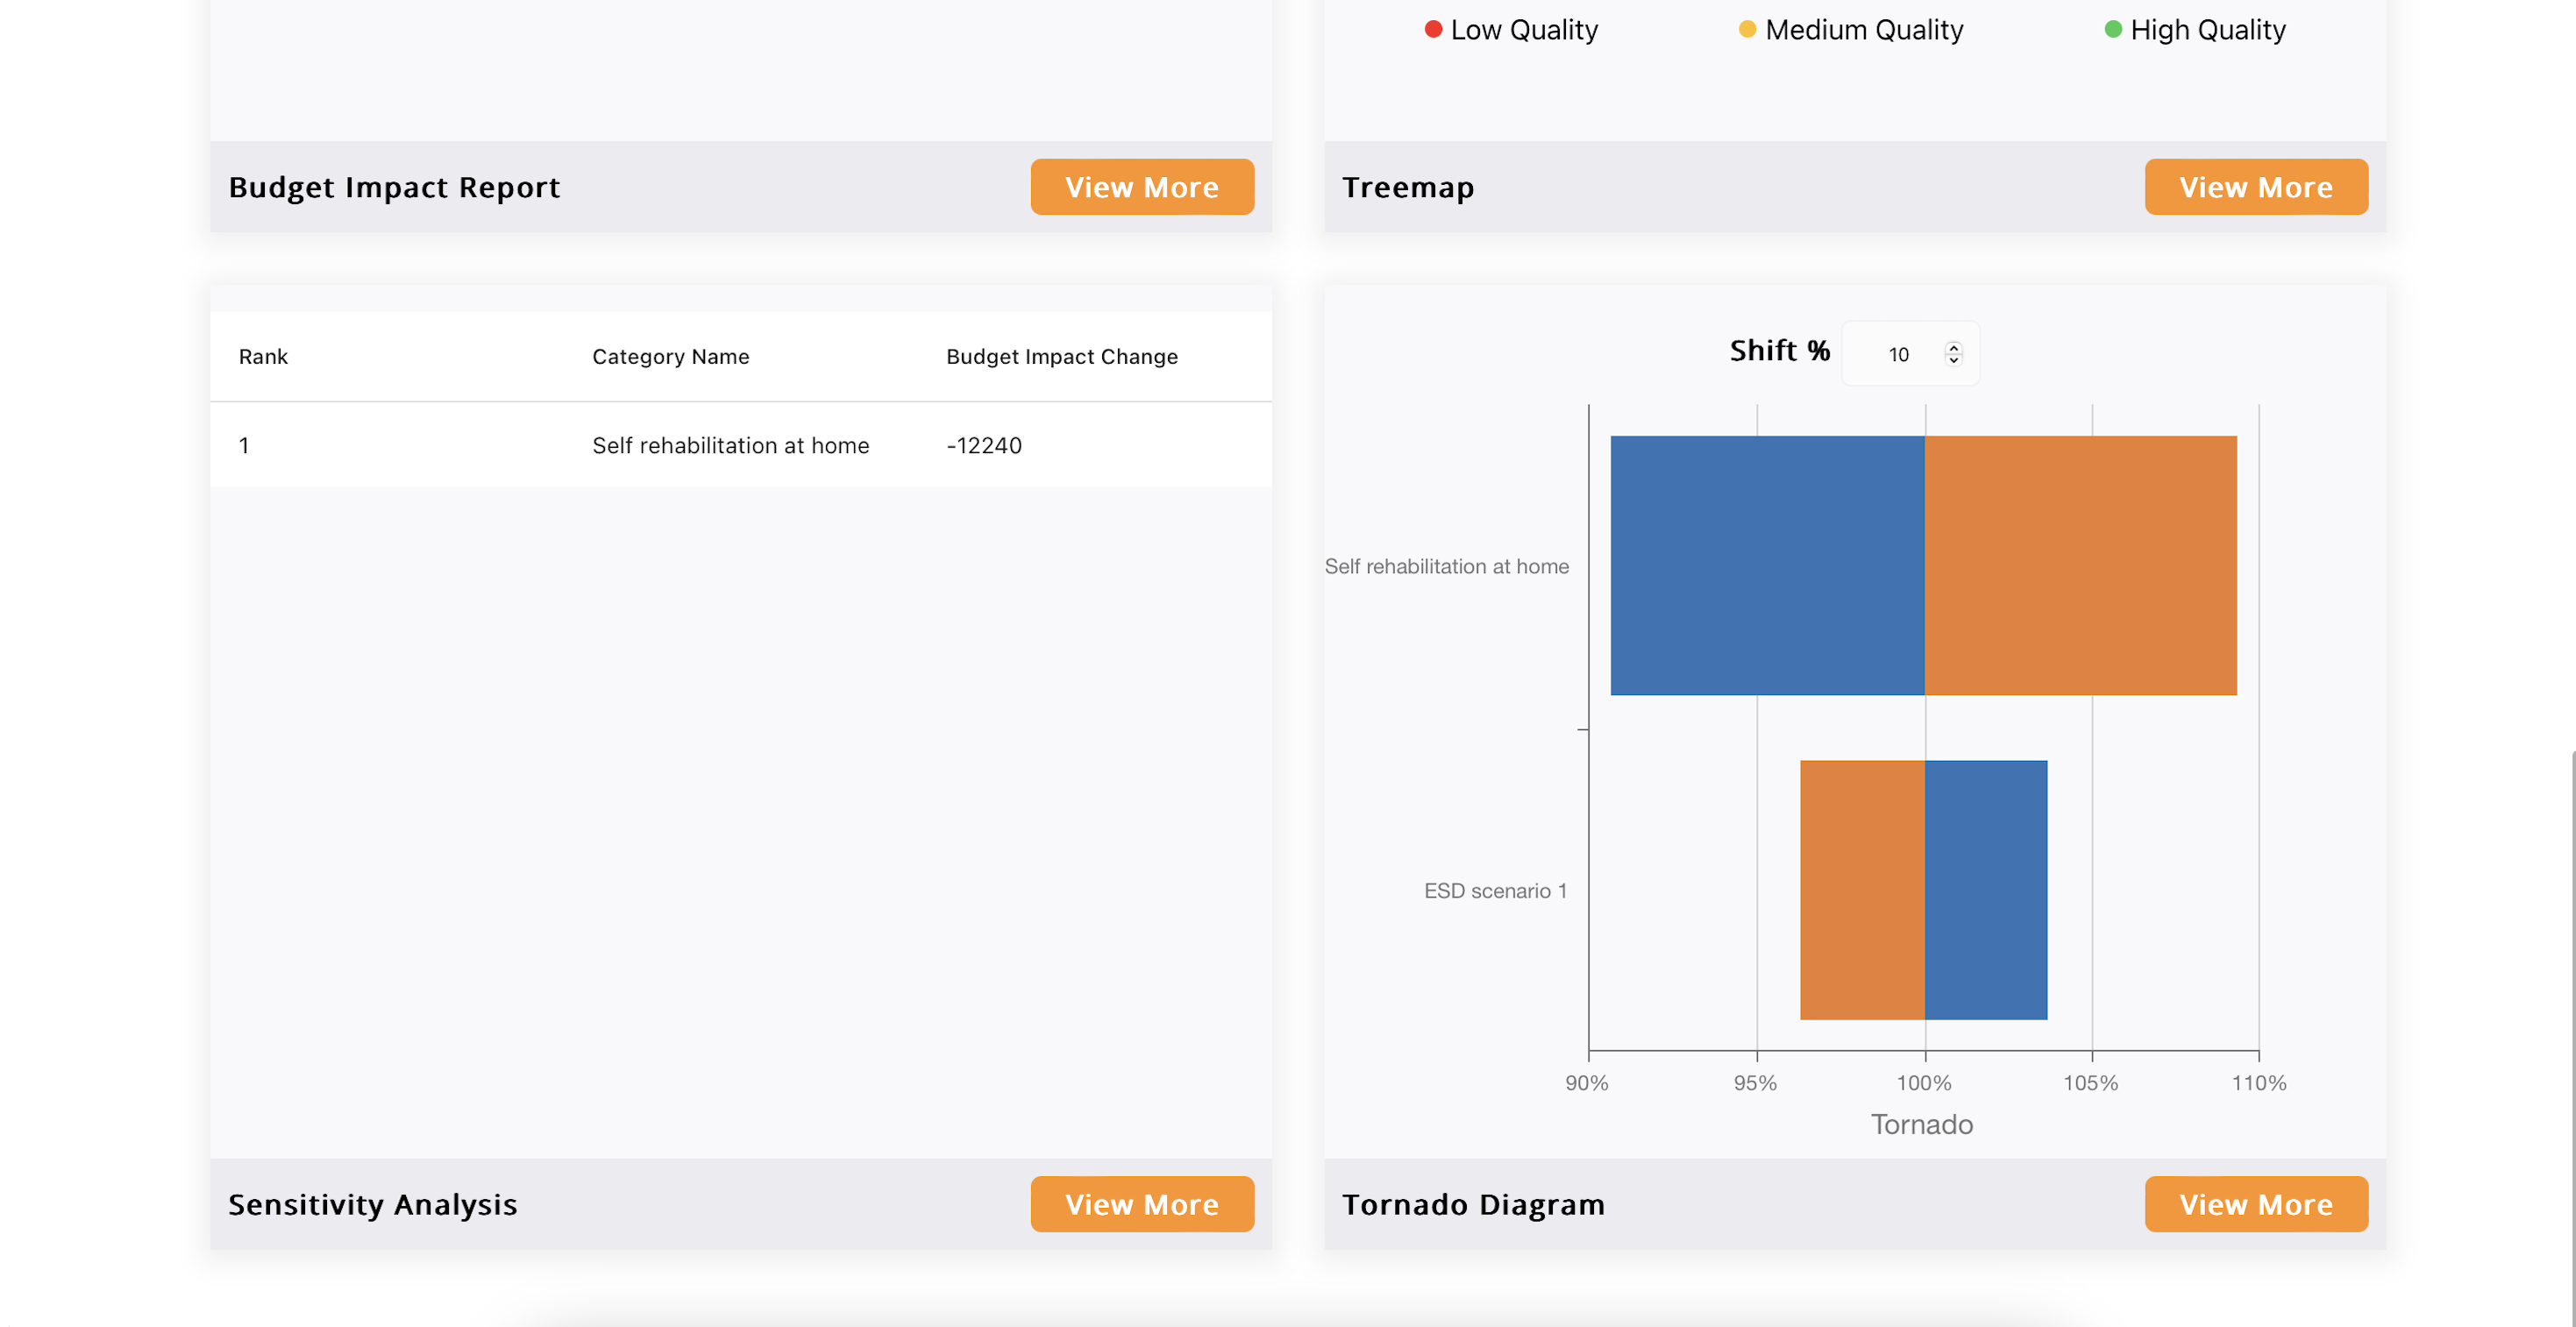 Low Quality Medium Quality High Quality
Budget Impact Report View More
Treemap View More
Rank Category Name Budget Impact Change
1 Self rehabilitation at home -12240
Sensitivity Analysis View More
Shift % 10
Self rehabilitation at home
ESD scenario 1
90% 95% 100% 105% 110%
Tornado
Tornado Diagram View More